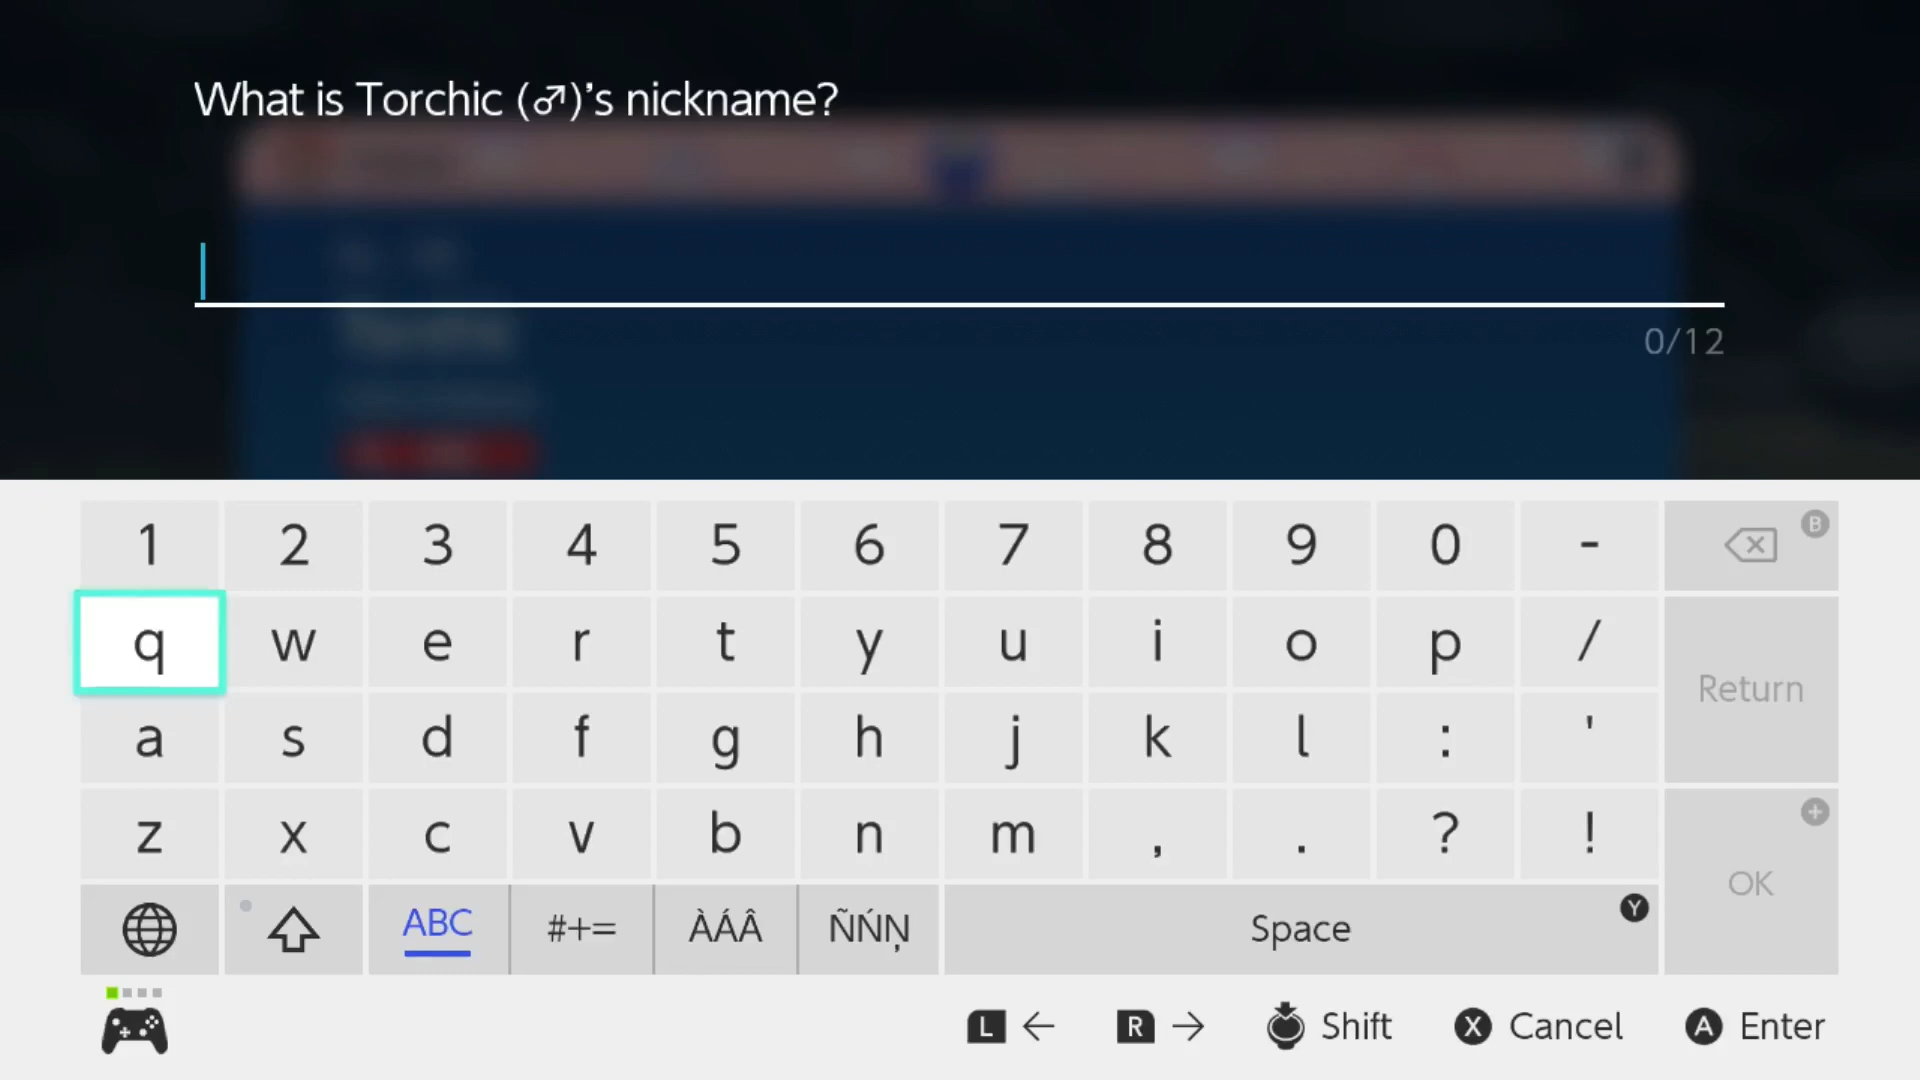 What is Torchic (♂)'s nickname?
0/12
1 2 3 4 5 6 7 8 9 0 -
q w e r t y u i o p /
Return
a s d f g h j k l : '
z x c v b n m , . ? !
OK
ABC #+= ÀÁÂ ÑŃŅ Space
L ← R → Shift X Cancel A Enter